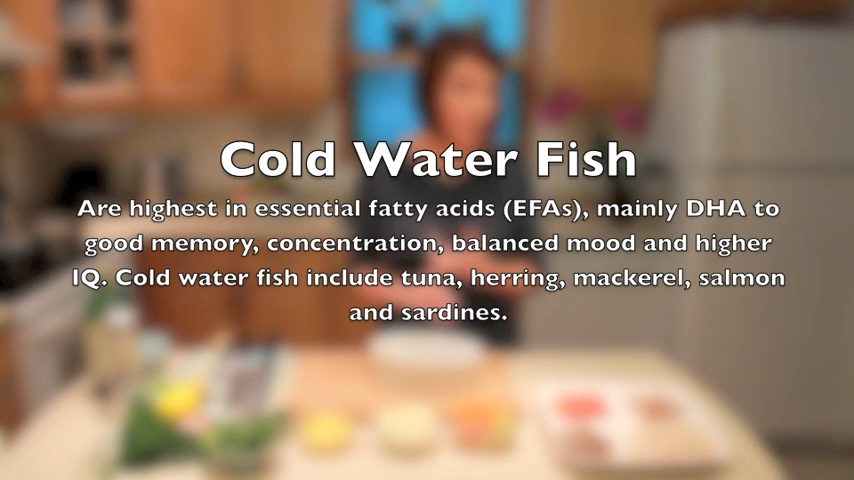 Cold Water Fish
Are highest in essential fatty acids (EFAs), mainly DHA to
good memory, concentration, balanced mood and higher
IQ. Cold water fish include tuna, herring, mackerel, salmon
and sardines.